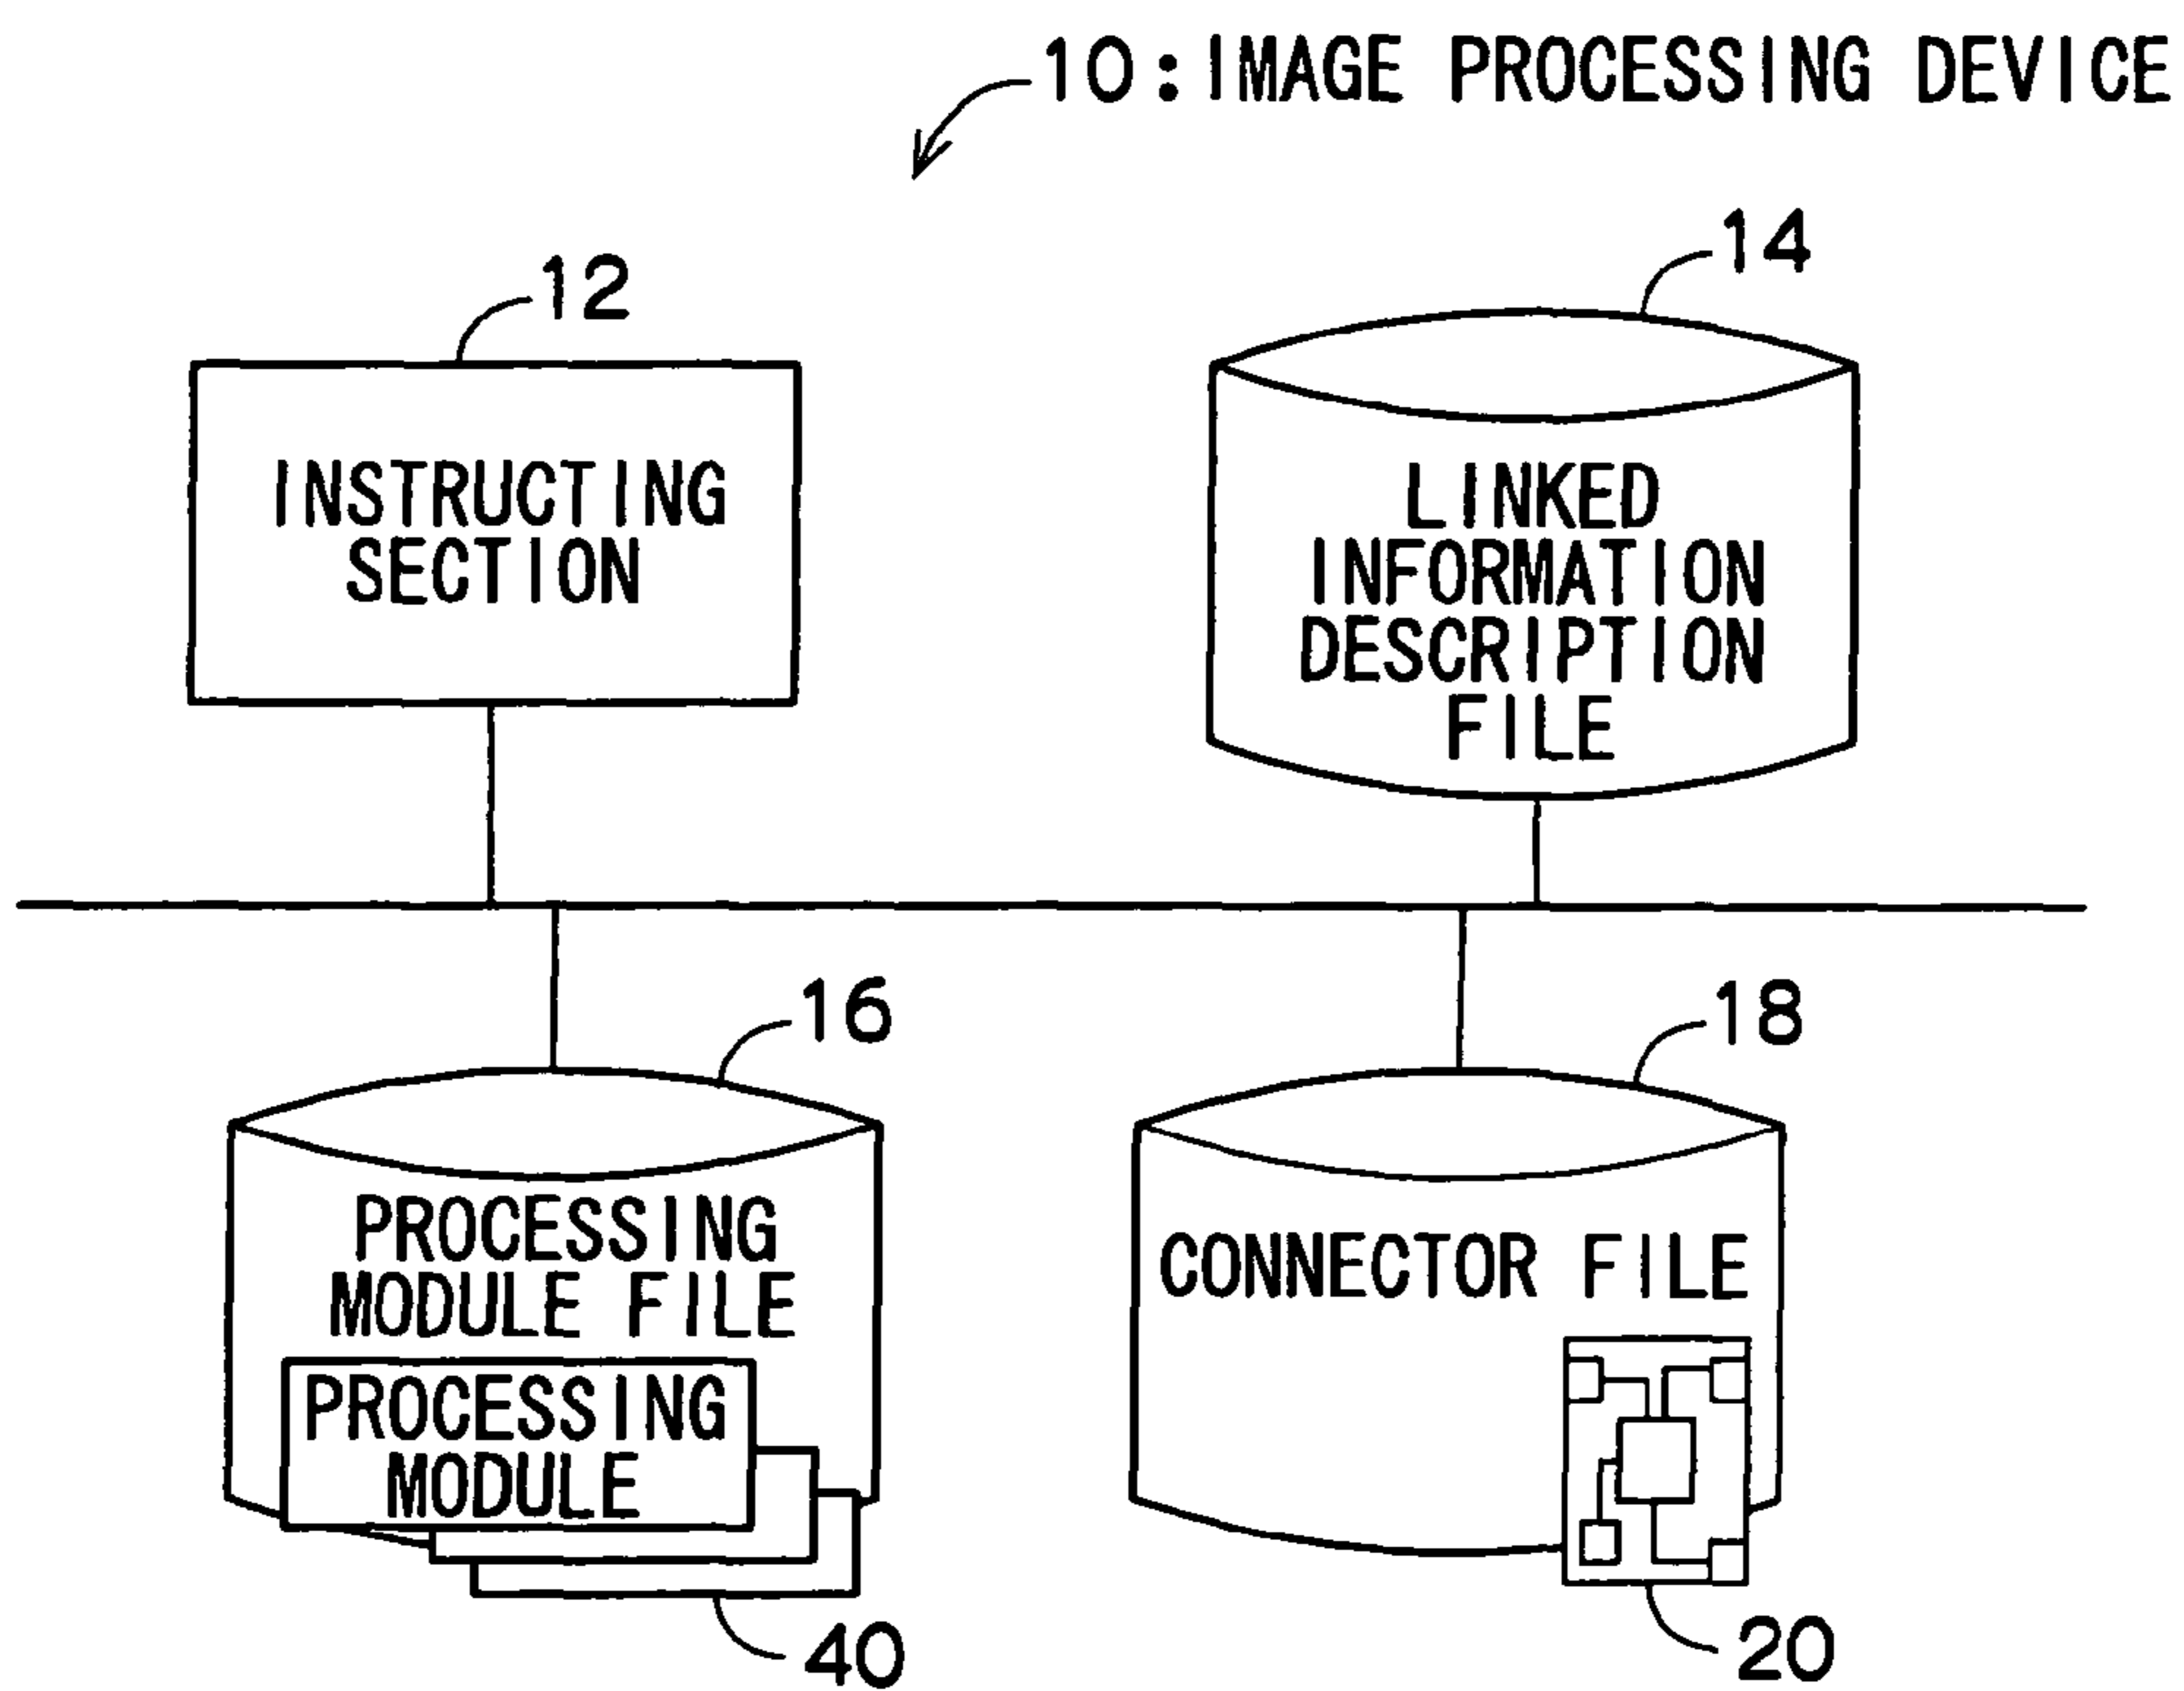 10:IMAGE PROCESSING DEVICE
12
14
INSTRUCTING
SECTION
LINKED
INFORMATION
DESCRIPTION
FILE
16
18
PROCESSING
MODULE FILE
PROCESSING
MODULE
CONNECTOR FILE
40
20